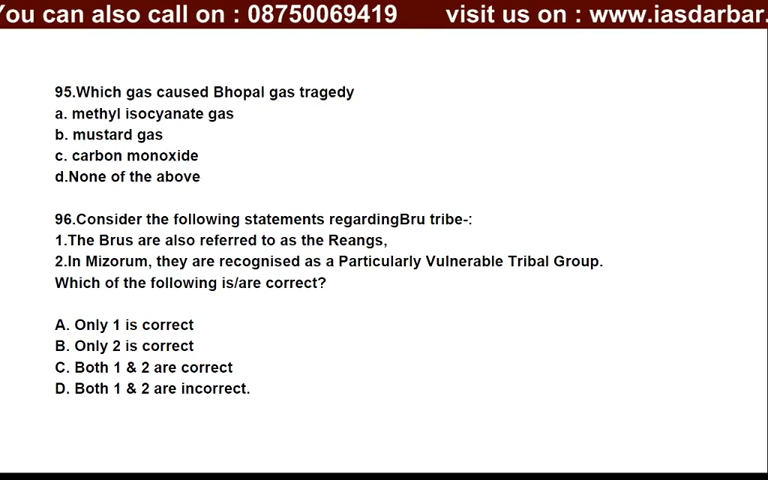 You can also call on : 08750069419 visit us on : www.iasdarbar.
95.Which gas caused Bhopal gas tragedy
a. methyl isocyanate gas
b. mustard gas
c. carbon monoxide
d.None of the above
96.Consider the following statements regardingBru tribe-:
1.The Brus are also referred to as the Reangs,
2.In Mizorum, they are recognised as a Particularly Vulnerable Tribal Group.
Which of the following is/are correct?
A. Only 1 is correct
B. Only 2 is correct
C. Both 1 & 2 are correct
D. Both 1 & 2 are incorrect.